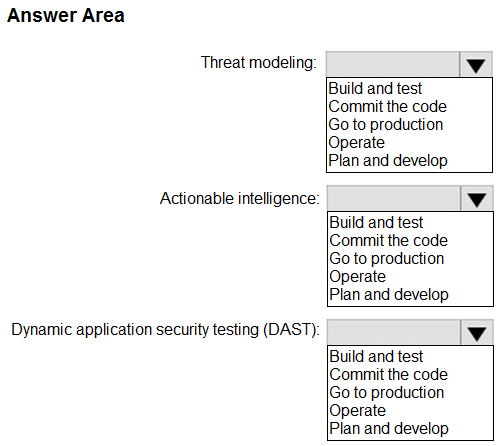 Answer Area
Threat modeling:
Build and test
Commit the code
Go to production
Operate
Plan and develop
Actionable intelligence:
Build and test
Commit the code
Go to production
Operate
Plan and develop
Dynamic application security testing (DAST):
Build and test
Commit the code
Go to production
Operate
Plan and develop